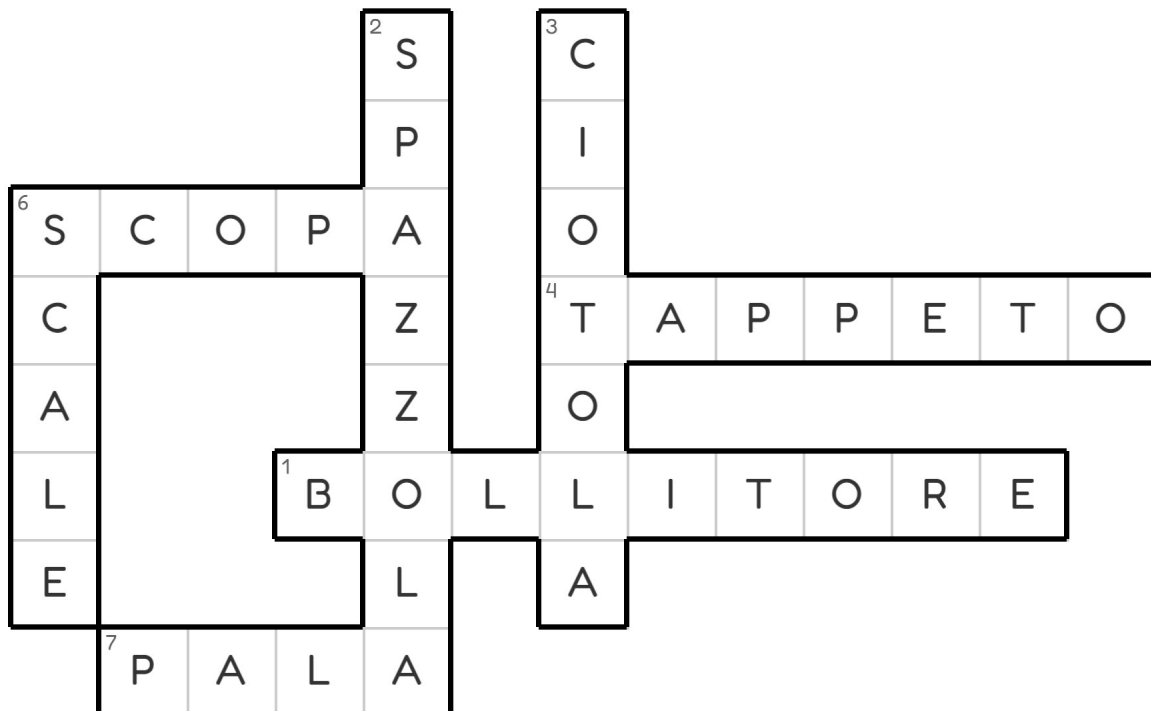 2 S 3 C
P I
6 S C O P A O
C Z 4 T A P P E T O
A Z O
L 1 B O L L I T O R E
E L A
7 P A L A